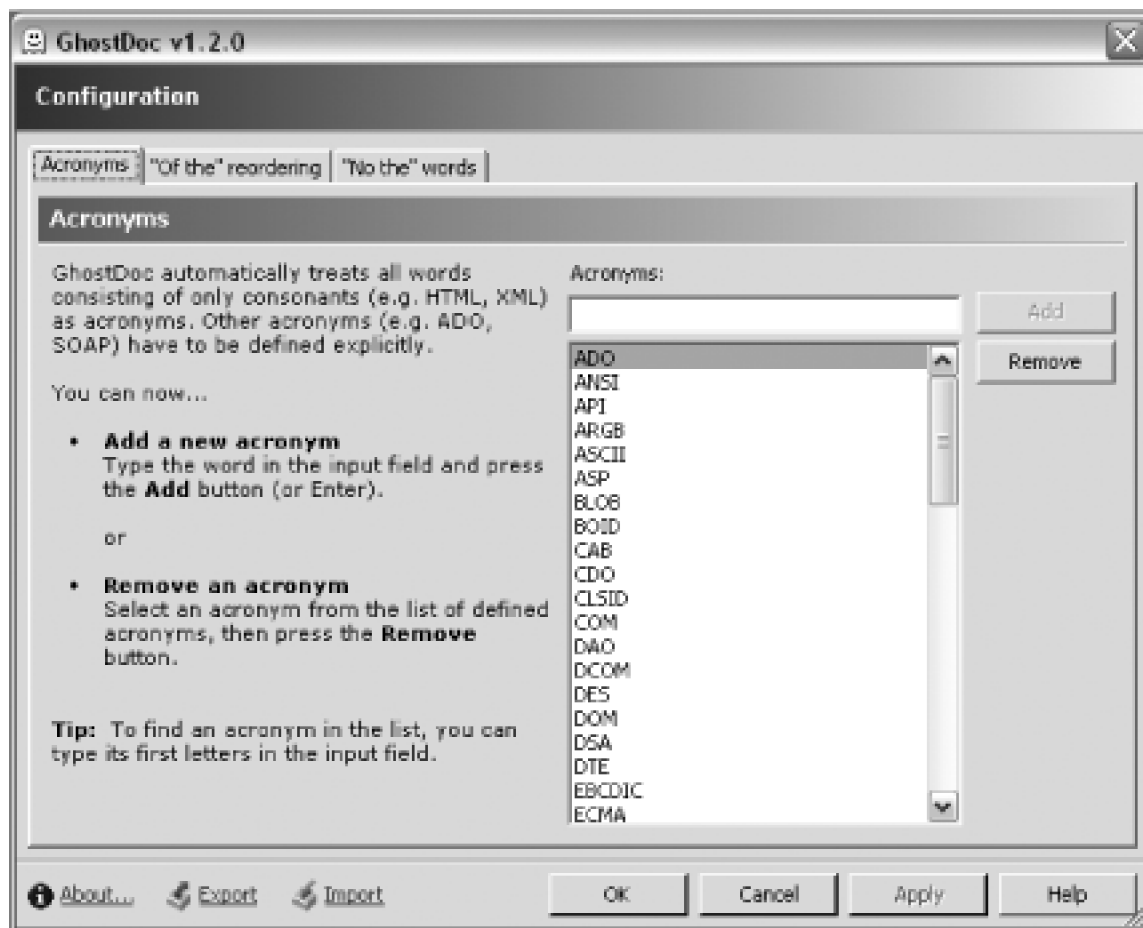 GhostDoc v1.2.0
Configuration
Acronyms "Of the" reordering "No the" words
Acronyms
GhostDoc automatically treats all words
consisting of only consonants (e.g. HTML, XML)
as acronyms. Other acronyms (e.g. ADO,
SOAP) have to be defined explicitly.
You can now...
• Add a new acronym
Type the word in the input field and press
the Add button (or Enter).
or
• Remove an acronym
Select an acronym from the list of defined
acronyms, then press the Remove
button.
Tip: To find an acronym in the list, you can
type its first letters in the input field.
Acronyms:
Add
Remove
ADO
ANSI
API
ARGB
ASCII
ASP
BLOB
BOID
CAB
CDO
CLSID
COM
DAO
DCOM
DES
DOM
DSA
DTE
EBCDIC
ECMA
About... Export Import OK Cancel Apply Help